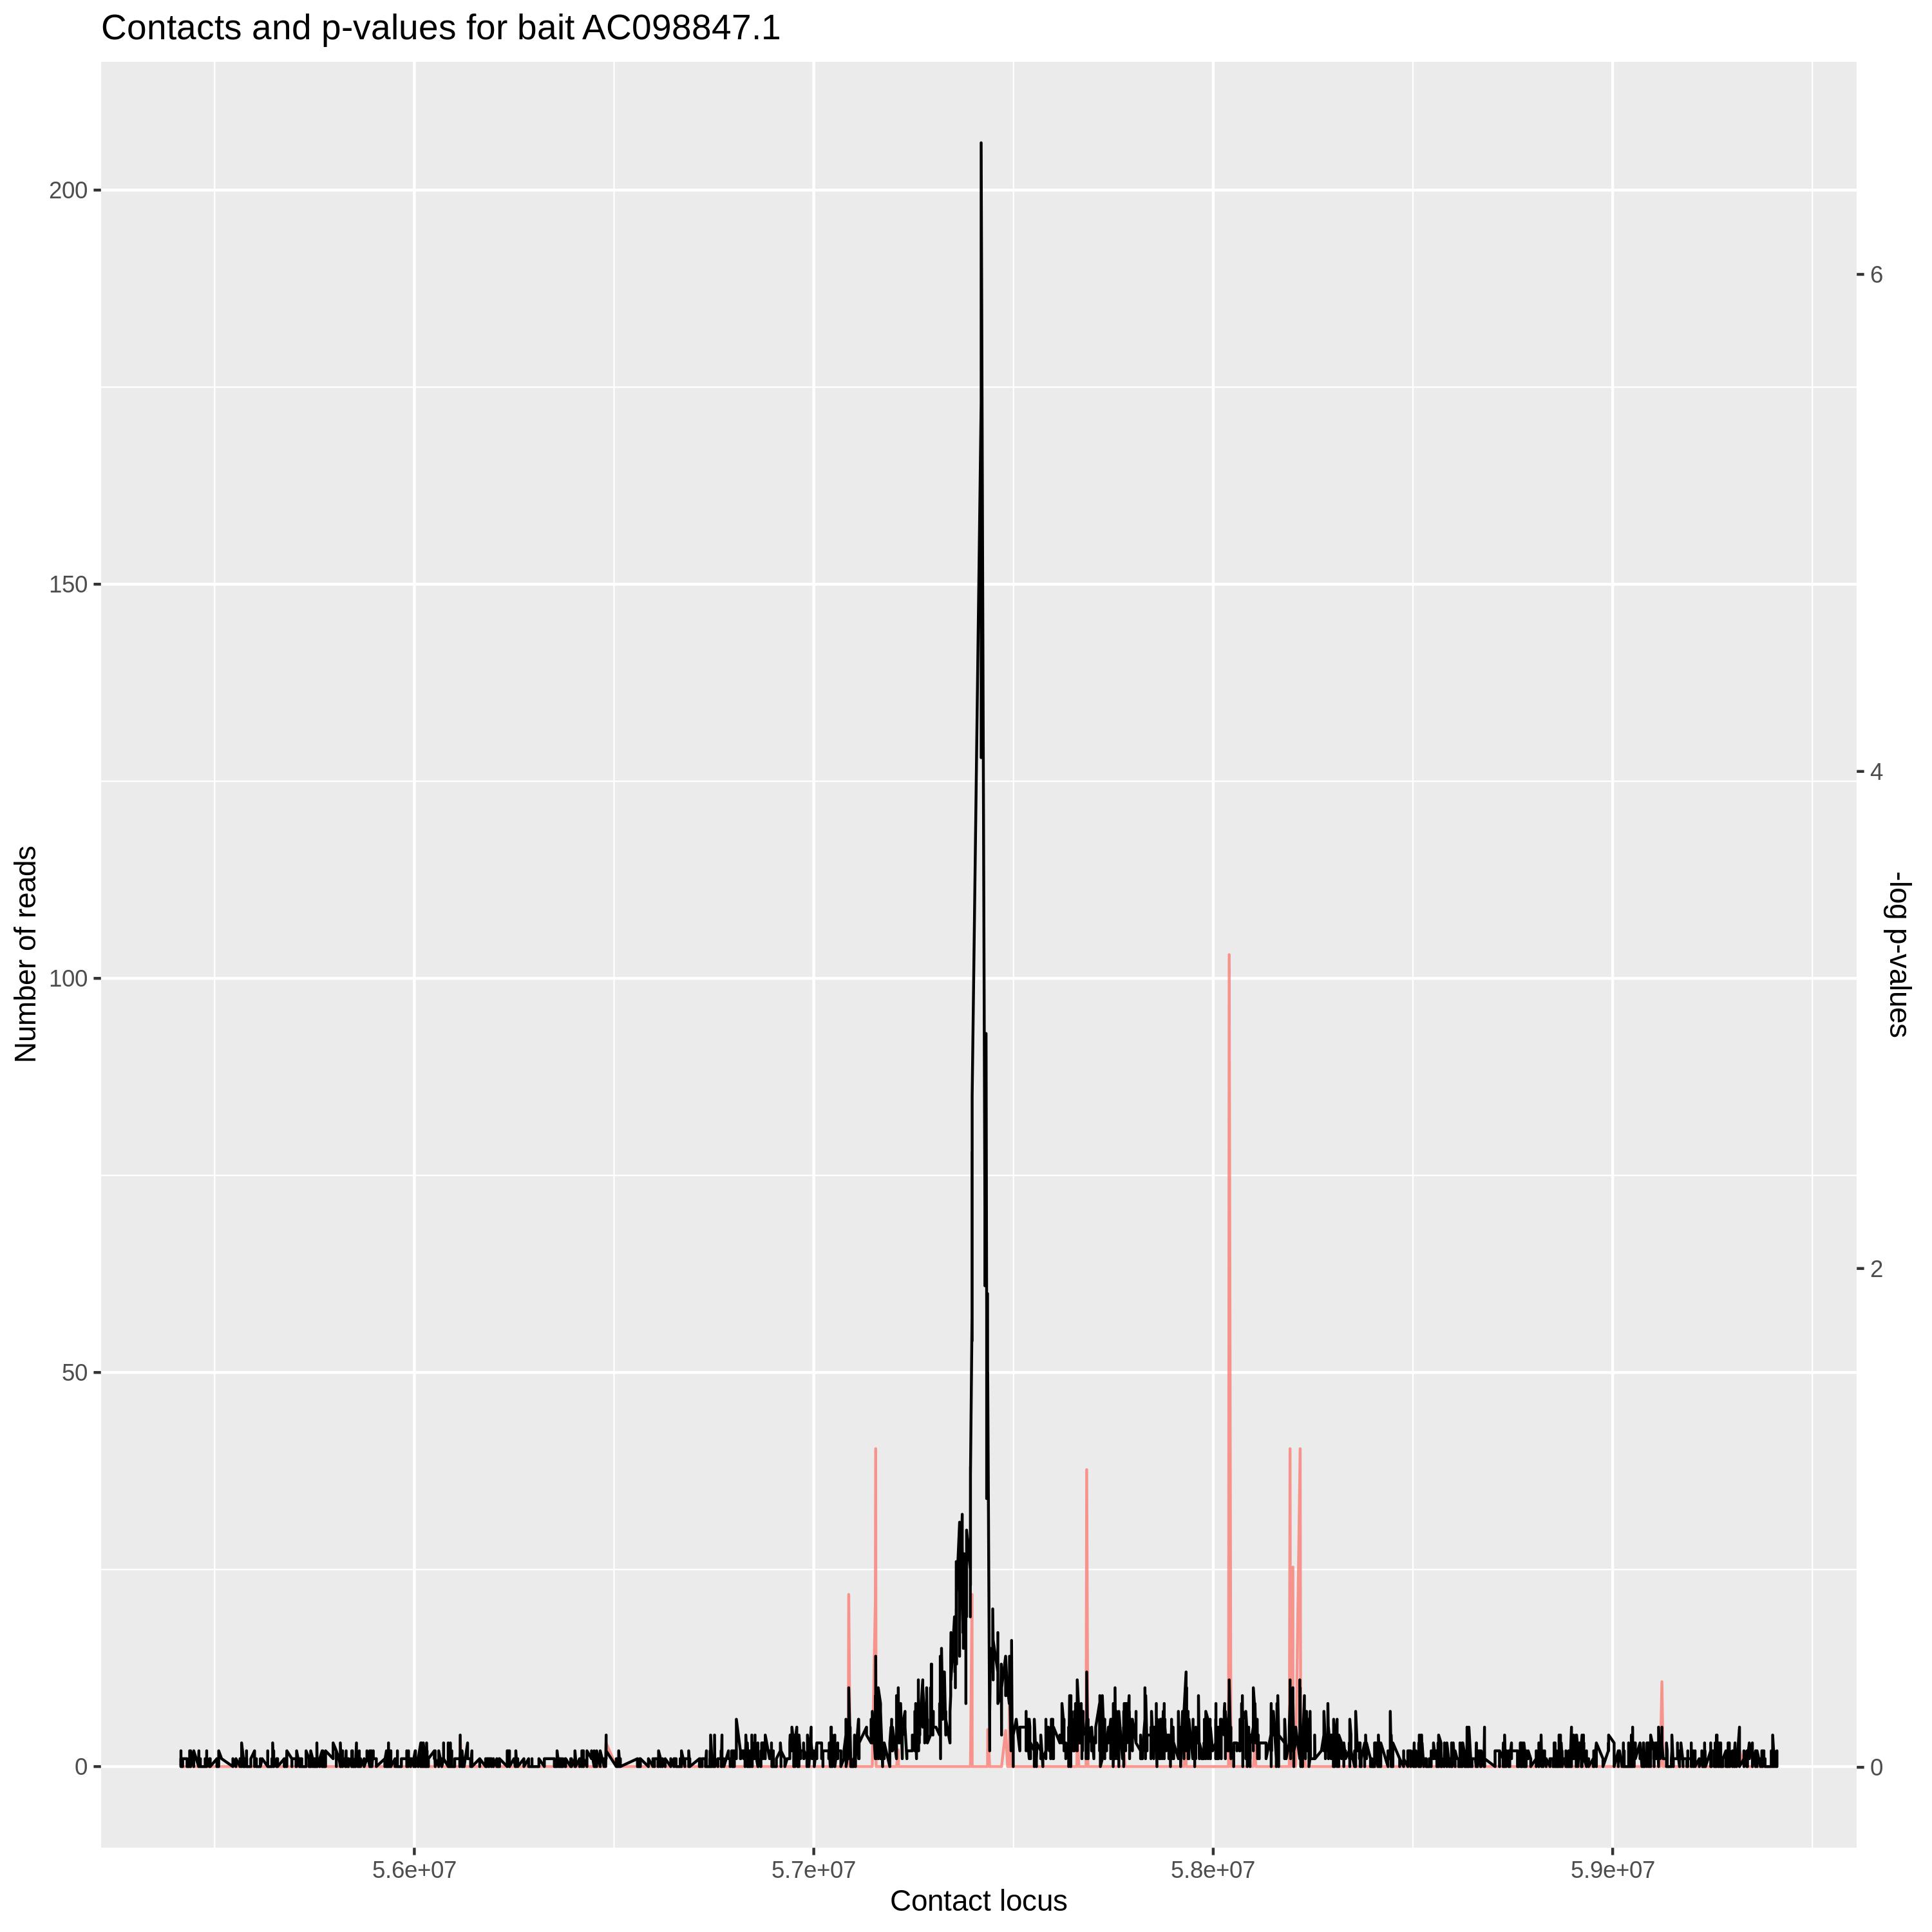 Contacts and p-values for bait AC098847.1
200
150
100
50
0
Number of reads
6
4
2
0
-log p-values
5.6e+07
5.7e+07
5.8e+07
5.9e+07
Contact locus